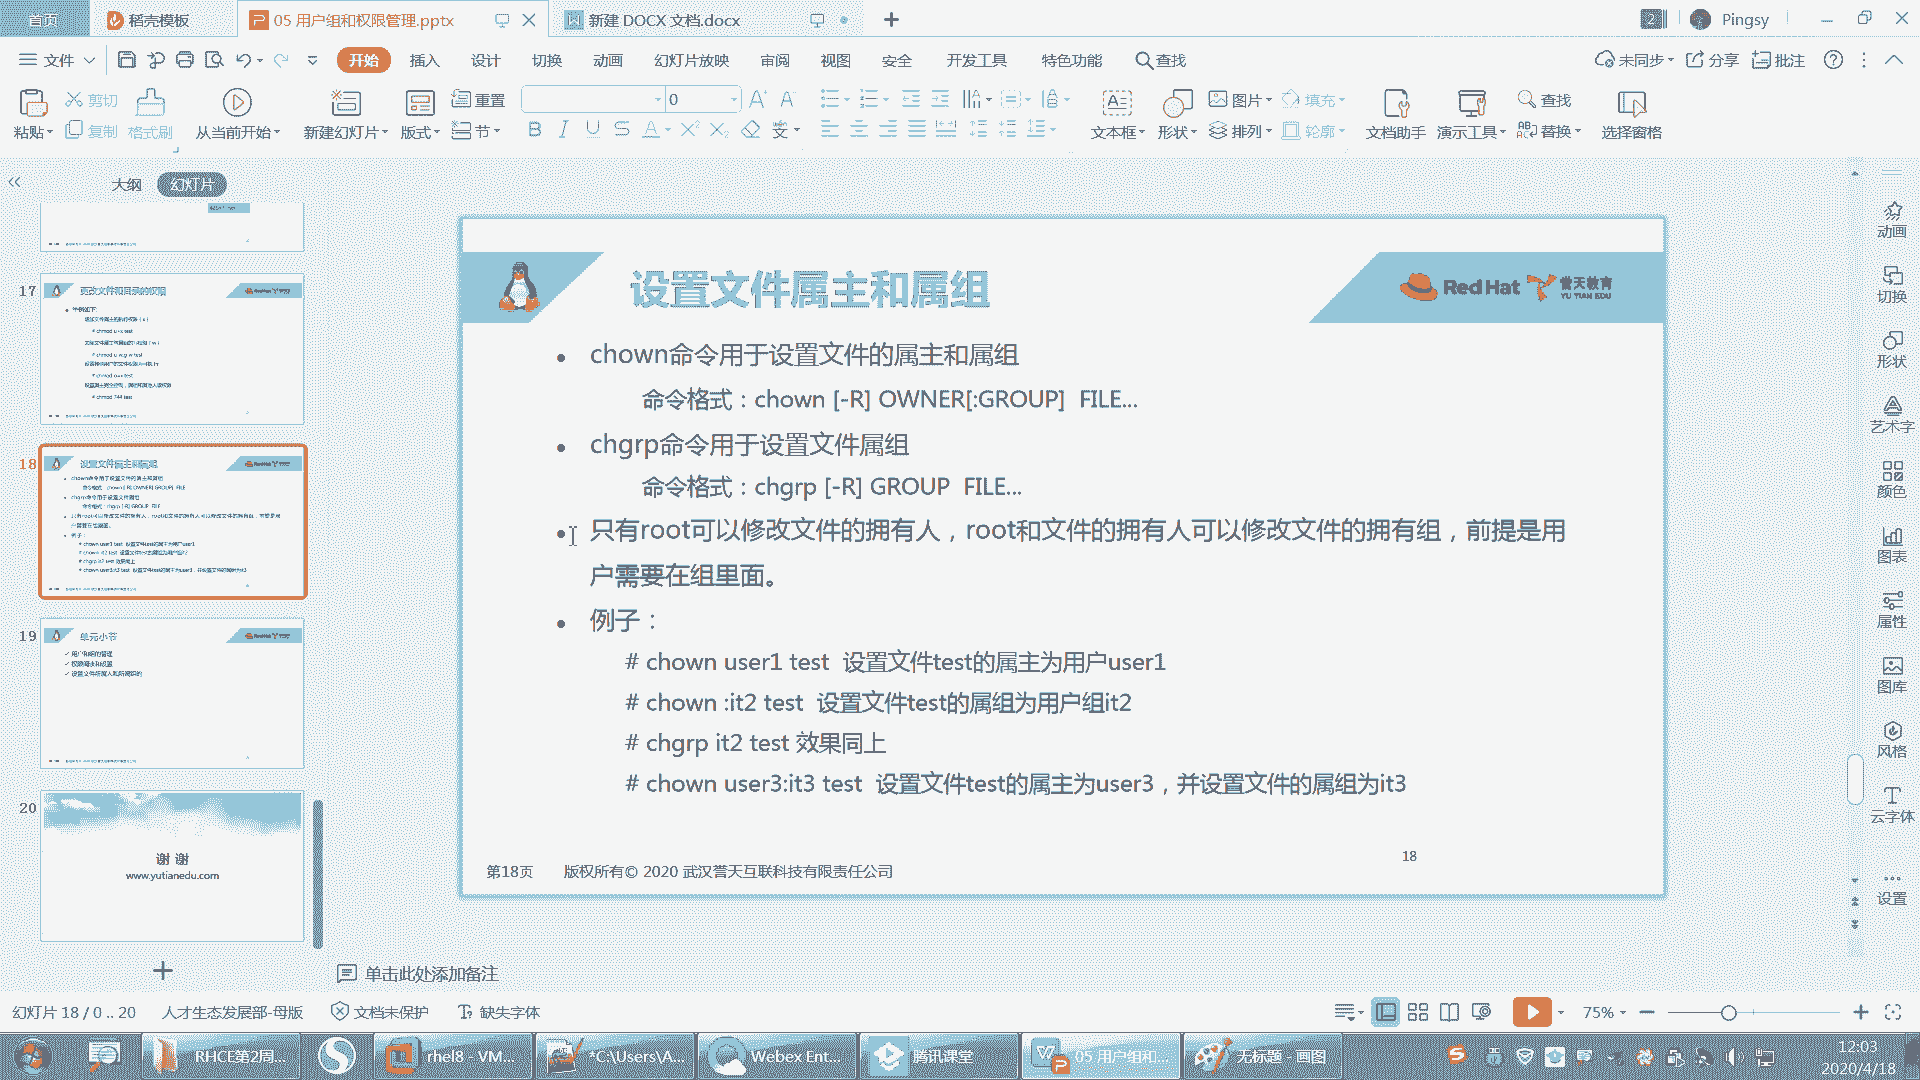 首页
稻壳模板
05 用户组和权限管理.pptx
新建 DOCX 文档.docx
2
Pingsy
文件
开始
插入
设计
切换
动画
幻灯片放映
审阅
视图
安全
开发工具
特色功能
查找
未同步
分享
批注
粘贴
剪切
复制
格式刷
从当前开始
新建幻灯片
版式
重置
节
0
文本框
形状
图片
排列
填充
轮廓
文档助手
演示工具
查找
替换
选择窗格
大纲
幻灯片
17
更改文件和目录的权限
# chmod u+x test
# chmod 744 test
18
设置文件属主和属组
19
单元小节
用户和组的管理
权限阅读和设置
20
谢 谢
www.yutianedu.com
设置文件属主和属组
Red Hat
誉天教育
YU TIAN EDU
chown命令用于设置文件的属主和属组
命令格式：chown [-R] OWNER[:GROUP]  FILE...
chgrp命令用于设置文件属组
命令格式：chgrp [-R] GROUP  FILE...
只有root可以修改文件的拥有人，root和文件的拥有人可以修改文件的拥有组，前提是用
户需要在组里面。
例子：
# chown user1 test  设置文件test的属主为用户user1
# chown :it2 test  设置文件test的属组为用户组it2
# chgrp it2 test 效果同上
# chown user3:it3 test  设置文件test的属主为user3，并设置文件的属组为it3
18
第18页
版权所有© 2020 武汉誉天互联科技有限责任公司
动画
切换
形状
艺术字
颜色
图表
属性
图库
风格
云字体
设置
单击此处添加备注
幻灯片 18 / 0 .. 20
人才生态发展部-母版
文档未保护
缺失字体
75%
RHCE第2周...
rhel8 - VM...
*C:\Users\A...
Webex Ent...
腾讯课堂
05 用户组和...
无标题 - 画图
12:03
2020/4/18